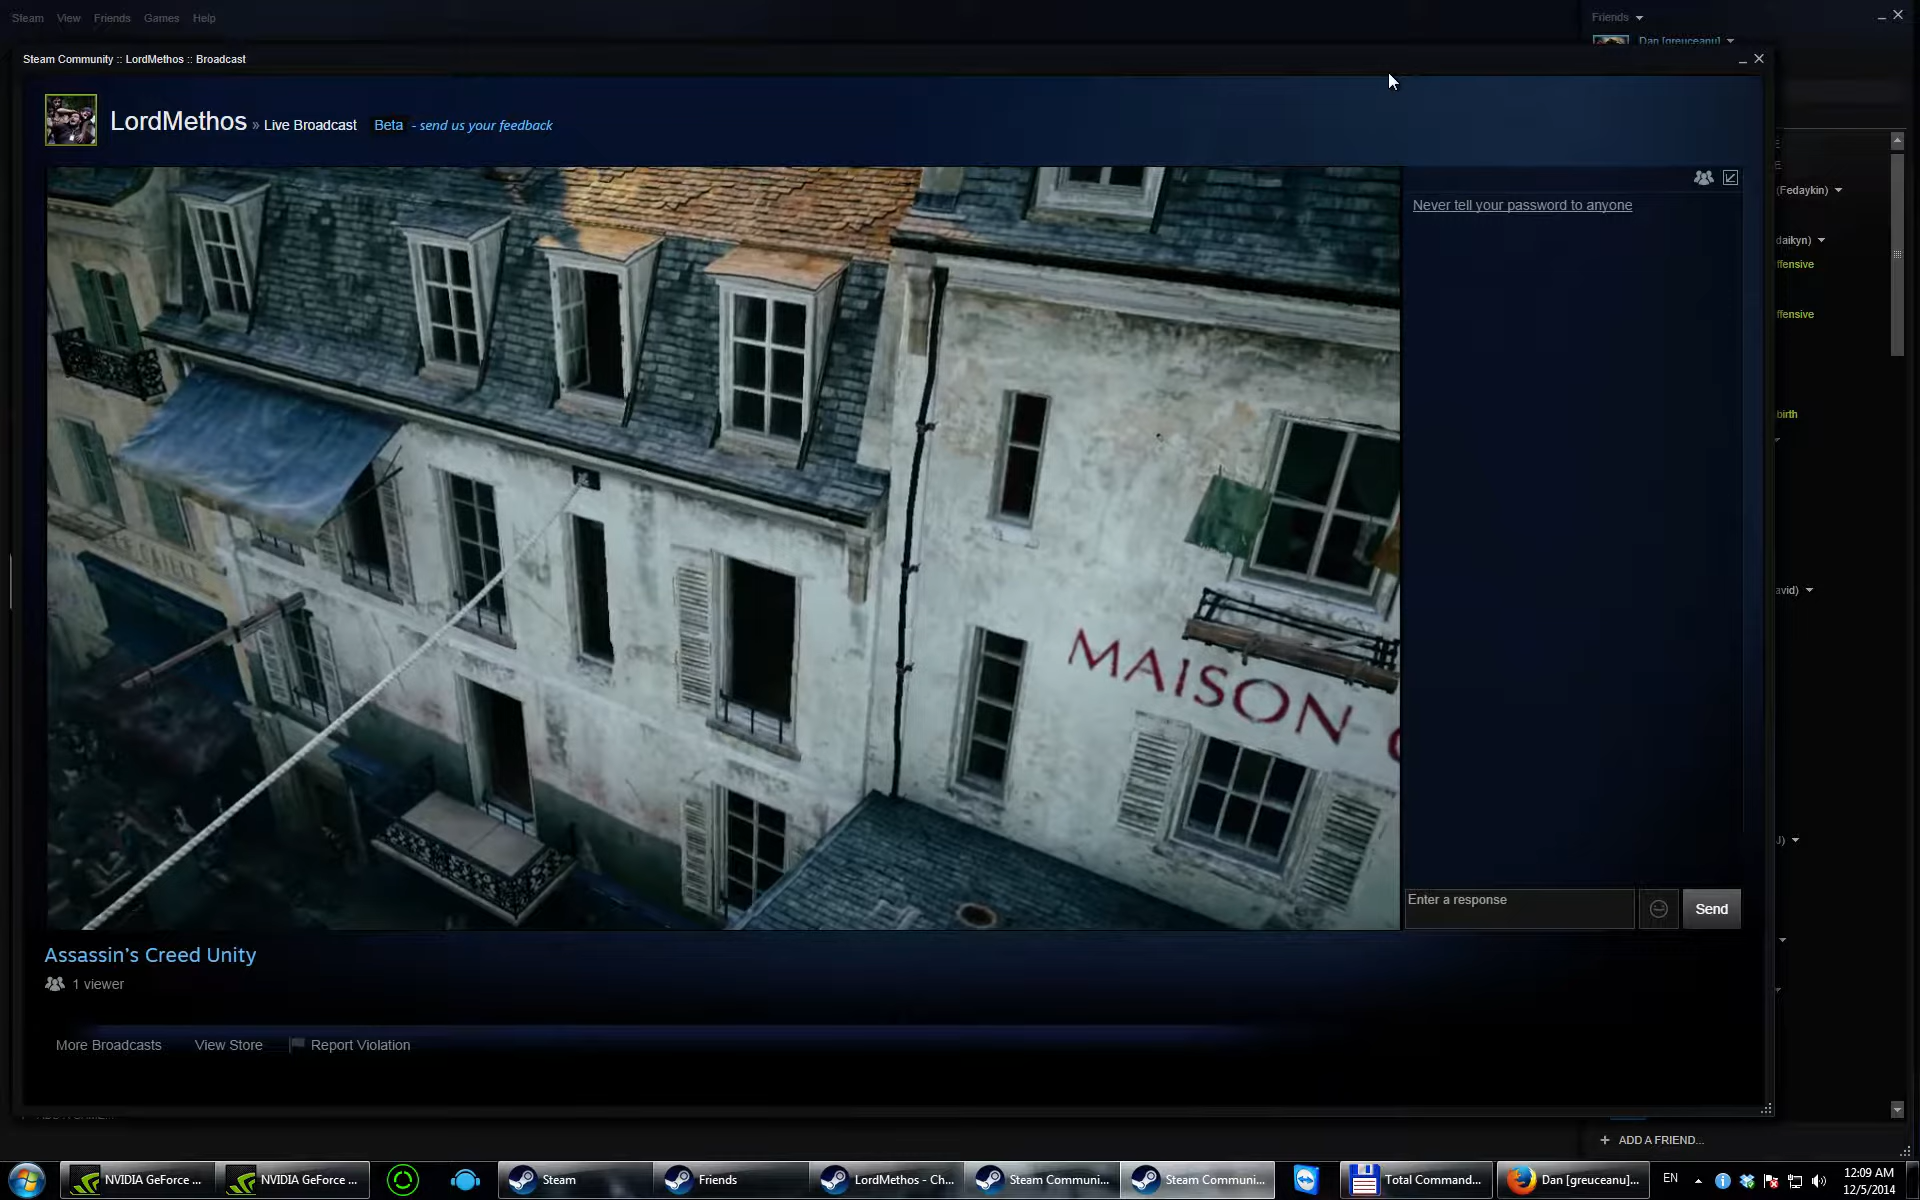 Steam View Friends Games Help
Friends
Dan [greuceanu]
Steam Community :: LordMethos :: Broadcast
LordMethos » Live Broadcast Beta - send us your feedback
Never tell your password to anyone
(Fedaykin)
daikyn)
ffensive
ffensive
birth
MAISON
avid)
Enter a response
Send
Assassin's Creed Unity
1 viewer
More Broadcasts View Store Report Violation
+ ADD A FRIEND...
NVIDIA GeForce ... NVIDIA GeForce ... Steam Friends LordMethos - Ch... Steam Communi... Steam Communi... Total Command... Dan [greuceanu]... EN 12:09 AM
12/5/2014